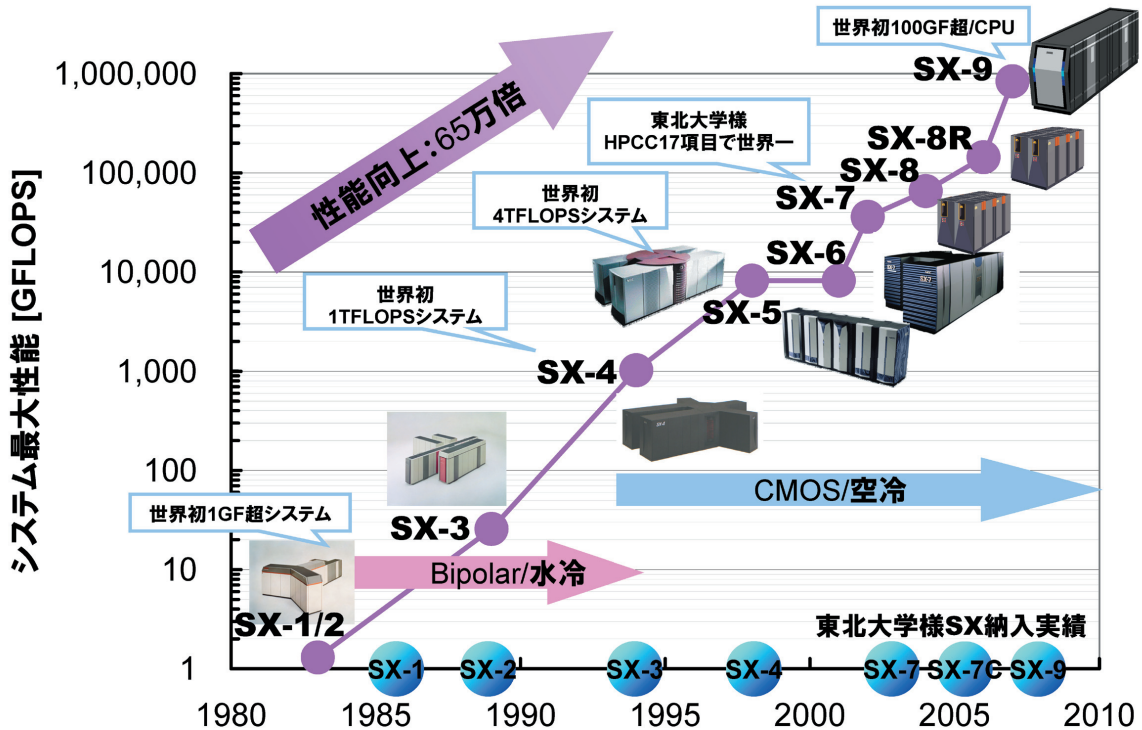 世界初100GF超/CPU
SX-9
1,000,000
東北大学様
HPCC17項目で世界一
SX-8R
性能向上：65万倍
100,000
SX-8
世界初
4TFLOPSシステム
SX-7
10,000
SX-6
世界初
1TFLOPSシステム
SX-5
1,000
SX-4
システム最大性能 [GFLOPS]
100
CMOS/空冷
世界初1GF超システム
SX-3
10
Bipolar/水冷
SX-1/2
東北大学様SX納入実績
1
SX-1
SX-2
SX-3
SX-4
SX-7
SX-7C
SX-9
1980
1985
1990
1995
2000
2005
2010